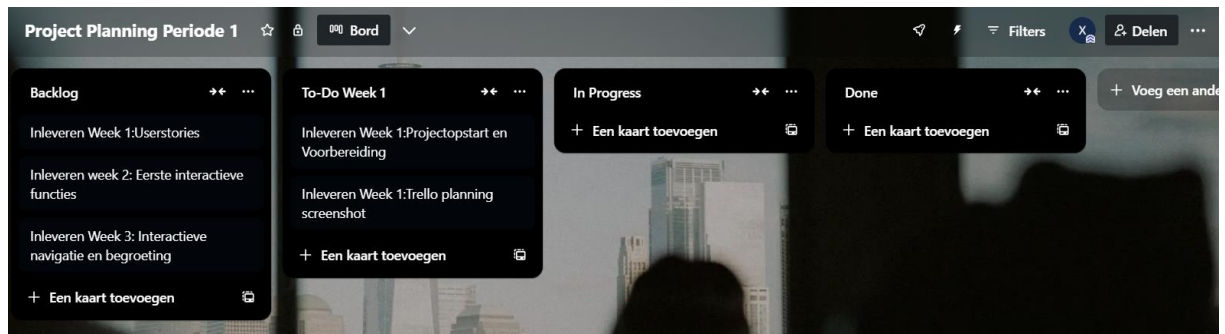 Project Planning Periode 1
Bord
Filters
X
Delen
Backlog
Inleveren Week 1:Userstories
Inleveren week 2: Eerste interactieve
functies
Inleveren Week 3: Interactieve
navigatie en begroeting
+ Een kaart toevoegen
To-Do Week 1
Inleveren Week 1:Projectopstart en
Voorbereiding
Inleveren Week 1:Trello planning
screenshot
+ Een kaart toevoegen
In Progress
+ Een kaart toevoegen
Done
+ Een kaart toevoegen
+ Voeg een ande